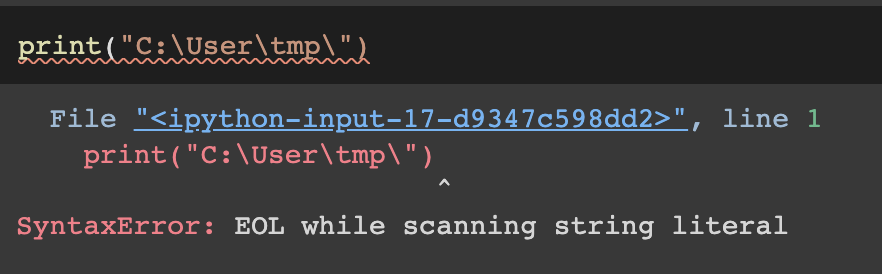 print("C:\User\tmp\")
File "<ipython-input-17-d9347c598dd2>", line 1
print("C:\User\tmp\")
^
SyntaxError: EOL while scanning string literal